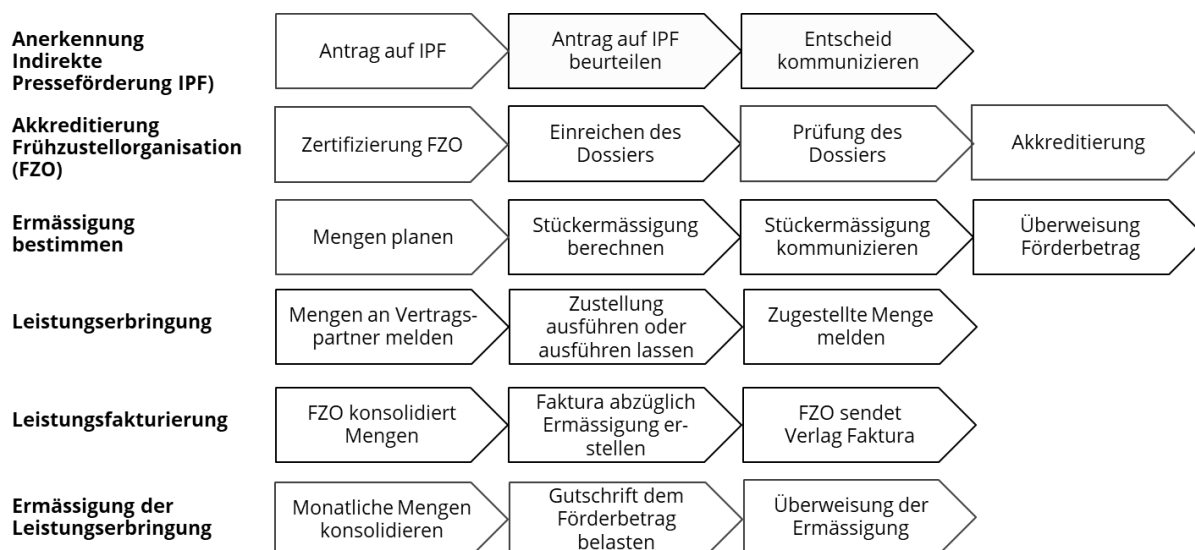 Anerkennung
Indirekte
Presseförderung IPF)
Antrag auf IPF
Antrag auf IPF
beurteilen
Entscheid
kommunizieren
Akkreditierung
Frühzustellorganisation
(FZO)
Zertifizierung FZO
Einreichen des
Dossiers
Prüfung des
Dossiers
Akkreditierung
Ermässigung
bestimmen
Mengen planen
Stückermässigung
berechnen
Stückermässigung
kommunizieren
Überweisung
Förderbetrag
Leistungserbringung
Mengen an Vertrags-
partner melden
Zustellung
ausführen oder
ausführen lassen
Zugestellte Menge
melden
Leistungsfakturierung
FZO konsolidiert
Mengen
Faktura abzüglich
Ermässigung er-
stellen
FZO sendet
Verlag Faktura
Ermässigung der
Leistungserbringung
Monatliche Mengen
konsolidieren
Gutschrift dem
Förderbetrag
belasten
Überweisung der
Ermässigung